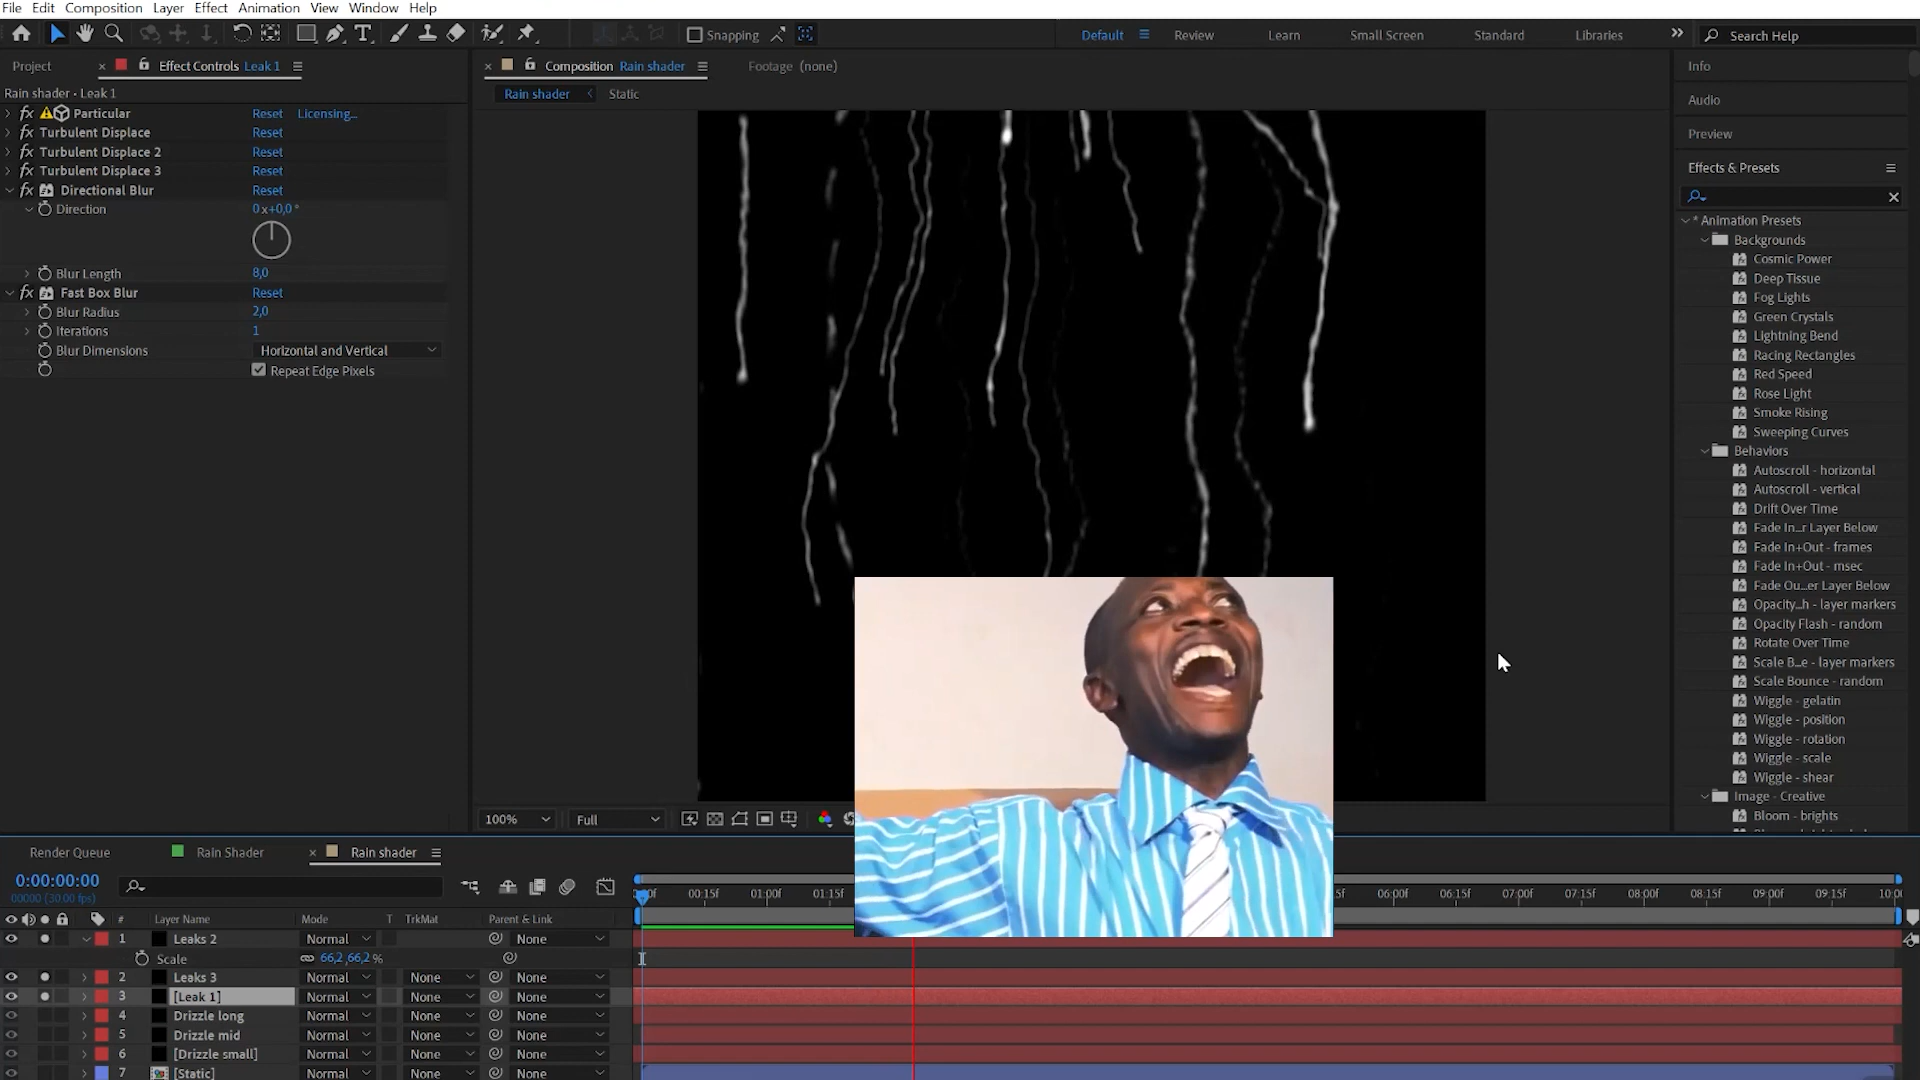 File Edit Composition Layer Effect Animation View Window Help
Snapping
Default Review Learn Small Screen Standard Libraries
Search Help
Project
Effect Controls Leak 1
Composition Rain shader
Footage (none)
Rain shader • Leak 1
Rain shader Static
fx Particular Reset Licensing...
fx Turbulent Displace Reset
fx Turbulent Displace 2 Reset
fx Turbulent Displace 3 Reset
fx Directional Blur Reset
Direction 0x+0,0°
Blur Length 8,0
fx Fast Box Blur Reset
Blur Radius 2,0
Iterations 1
Blur Dimensions Horizontal and Vertical
Repeat Edge Pixels
Info
Audio
Preview
Effects & Presets
* Animation Presets
Backgrounds
Cosmic Power
Deep Tissue
Fog Lights
Green Crystals
Lightning Bend
Racing Rectangles
Red Speed
Rose Light
Smoke Rising
Sweeping Curves
Behaviors
Autoscroll - horizontal
Autoscroll - vertical
Drift Over Time
Fade In...r Layer Below
Fade In+Out - frames
Fade In+Out - msec
Fade Ou...er Layer Below
Opacity...h - layer markers
Opacity Flash - random
Rotate Over Time
Scale B...e - layer markers
Scale Bounce - random
Wiggle - gelatin
Wiggle - position
Wiggle - rotation
Wiggle - scale
Wiggle - shear
Image - Creative
Bloom - brights
100% Full
Render Queue Rain Shader Rain shader
0:00:00:00
00000 (30.00 fps)
00:15f 01:00f 01:15f 06:00f 06:15f 07:00f 07:15f 08:00f 08:15f 09:00f 09:15f
# Layer Name Mode T TrkMat Parent & Link
1 Leaks 2 Normal None
Scale 66,2,66,2%
2 Leaks 3 Normal None None
3 [Leak 1] Normal None None
4 Drizzle long Normal None None
5 Drizzle mid Normal None None
6 [Drizzle small] Normal None None
7 [Static] Normal None None